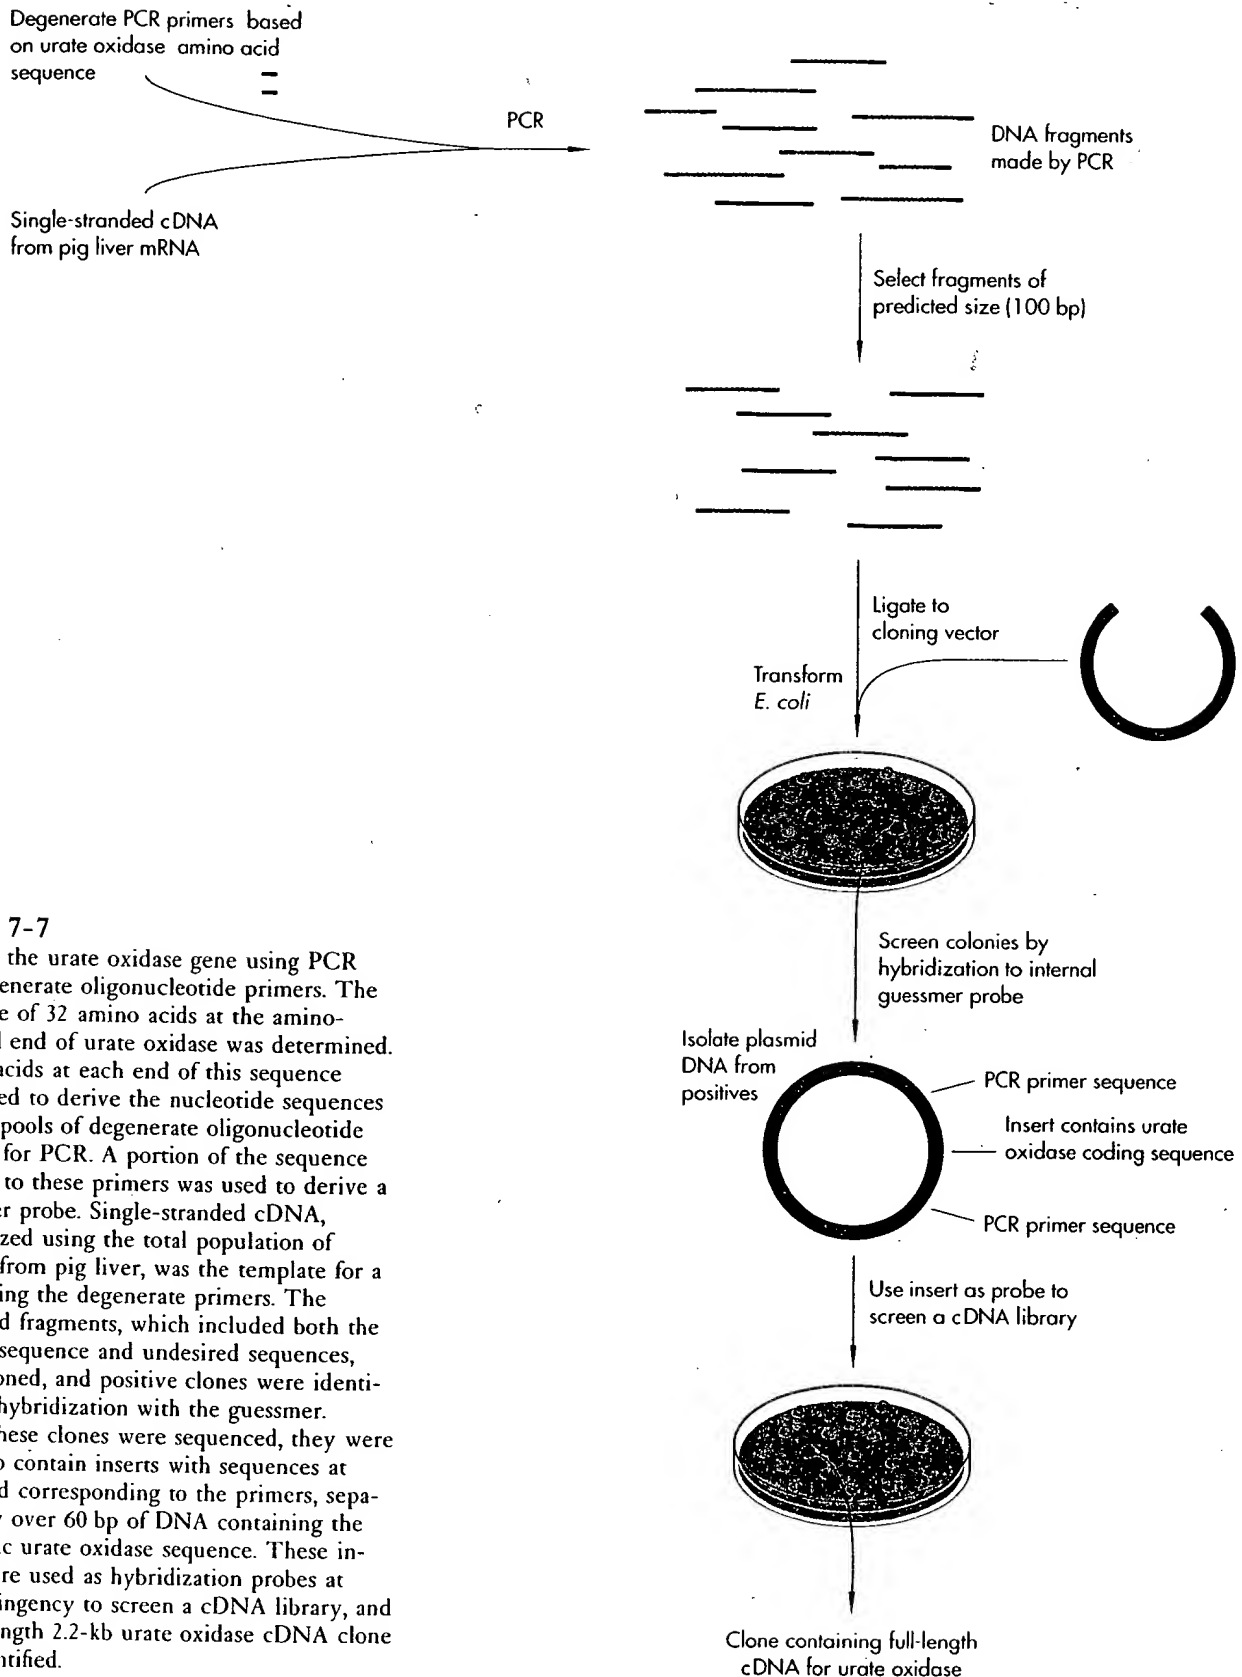 Degenerate PCR primers based
on urate oxidase amino acid
sequence
PCR
DNA fragments
made by PCR
Single-stranded cDNA
from pig liver mRNA
Select fragments of
predicted size (100 bp)
Ligate to
cloning vector
Transform
E. coli
Screen colonies by
hybridization to internal
guessmer probe
Isolate plasmid
DNA from
positives
PCR primer sequence
Insert contains urate
oxidase coding sequence
PCR primer sequence
Use insert as probe to
screen a cDNA library
Clone containing full-length
cDNA for urate oxidase
7-7
the urate oxidase gene using PCR
enerate oligonucleotide primers. The
e of 32 amino acids at the amino-
l end of urate oxidase was determined.
acids at each end of this sequence
ed to derive the nucleotide sequences
pools of degenerate oligonucleotide
for PCR. A portion of the sequence
to these primers was used to derive a
r probe. Single-stranded cDNA,
zed using the total population of
from pig liver, was the template for a
ing the degenerate primers. The
d fragments, which included both the
sequence and undesired sequences,
oned, and positive clones were identi-
hybridization with the guessmer.
hese clones were sequenced, they were
o contain inserts with sequences at
d corresponding to the primers, sepa-
y over 60 bp of DNA containing the
c urate oxidase sequence. These in-
re used as hybridization probes at
ingency to screen a cDNA library, and
ngth 2.2-kb urate oxidase cDNA clone
ntified.